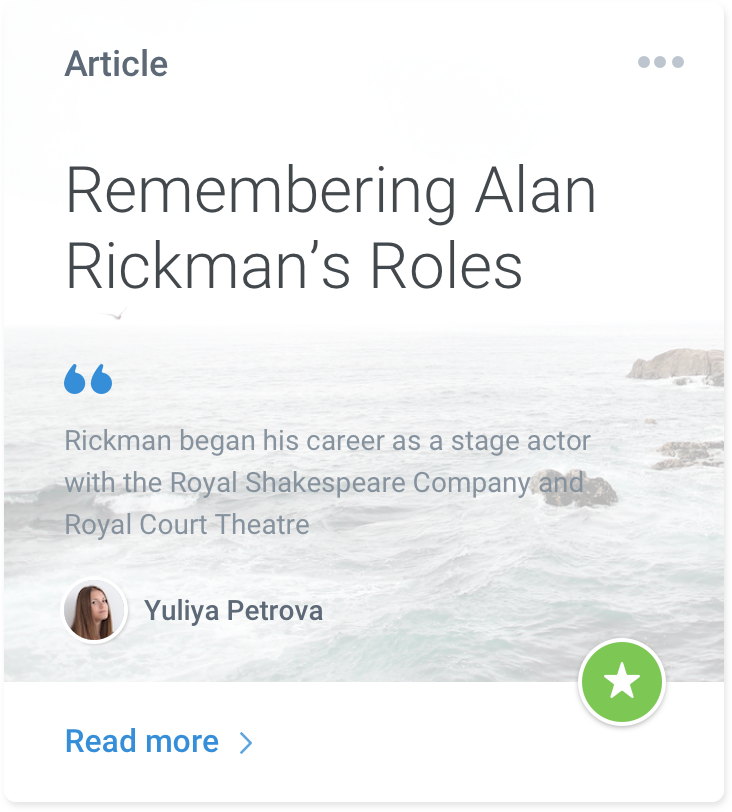 Article
Remembering Alan
Rickman’s Roles
Rickman began his career as a stage actor
with the Royal Shakespeare Company and
Royal Court Theatre
Yuliya Petrova
Read more